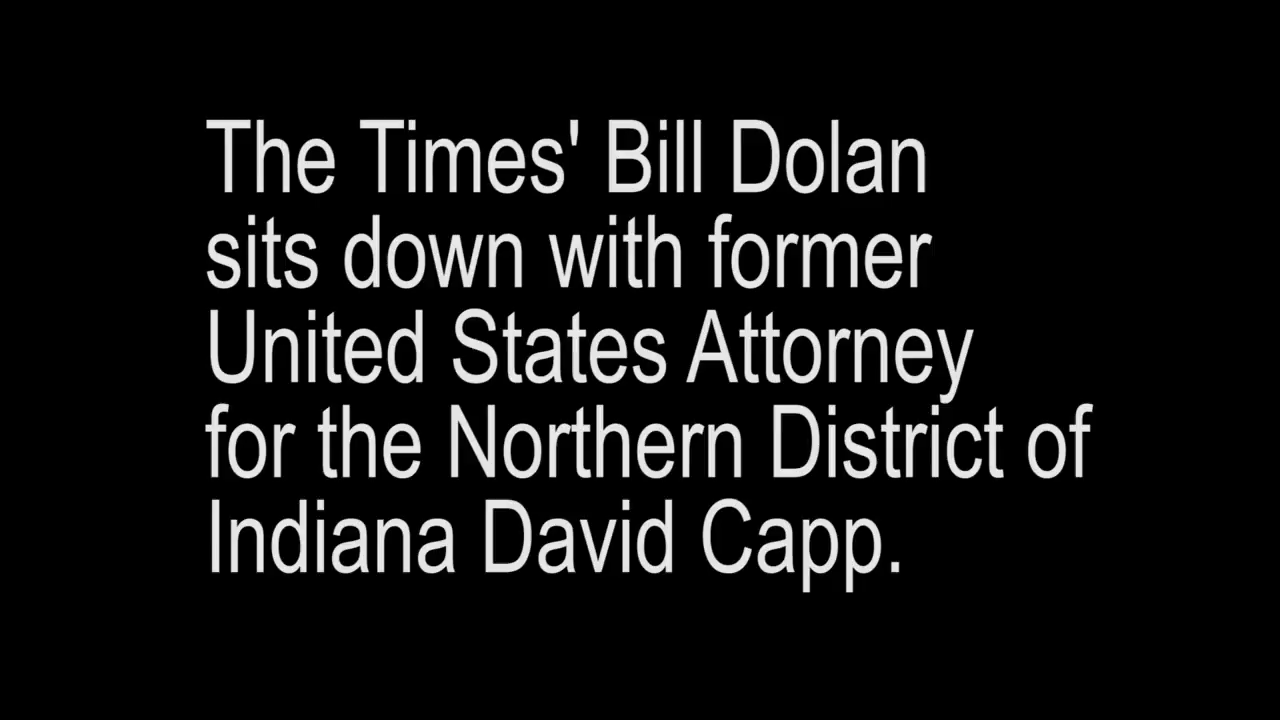 The Times' Bill Dolan
sits down with former
United States Attorney
for the Northern District of
Indiana David Capp.